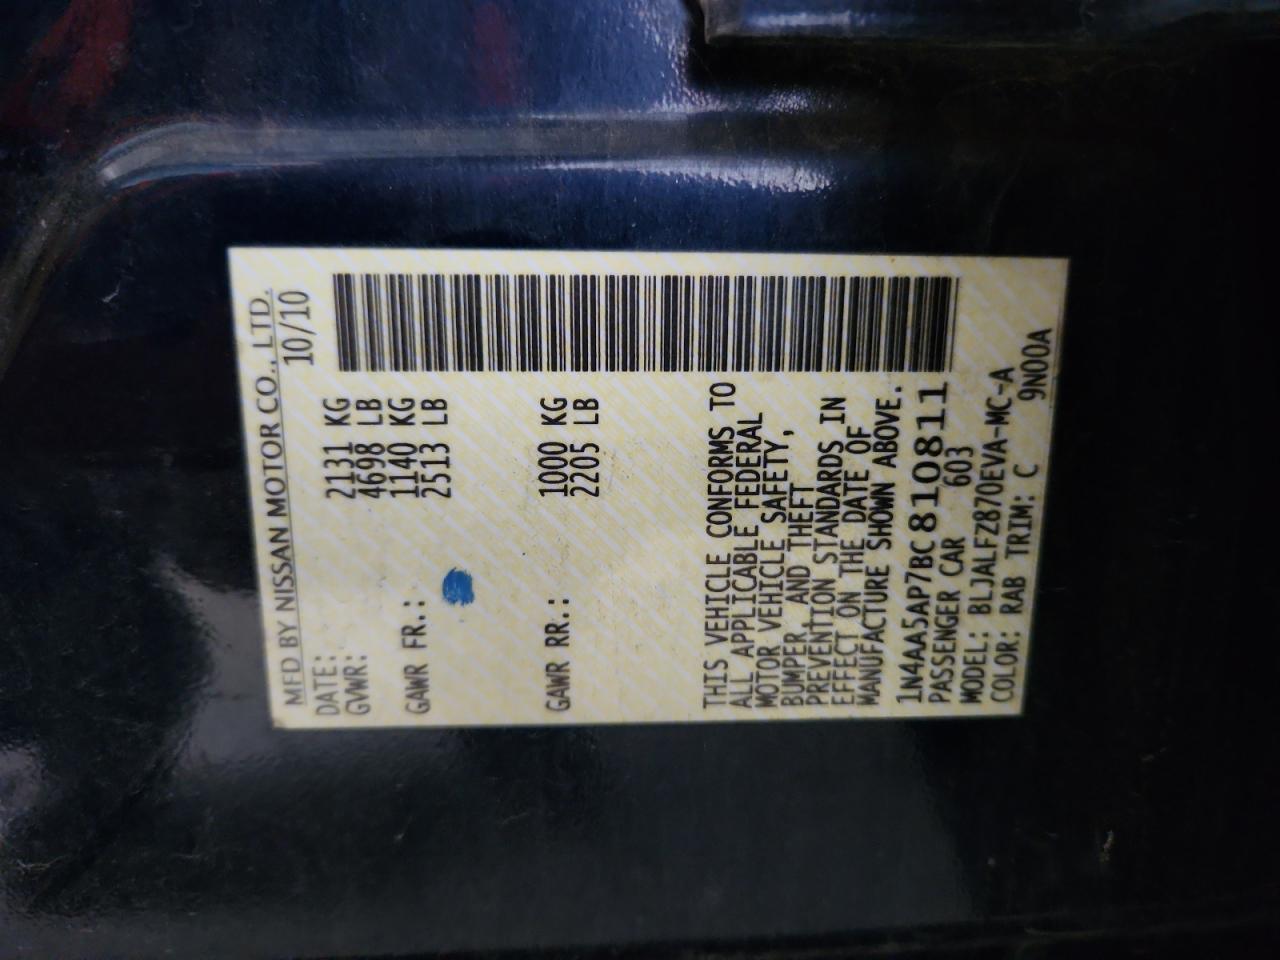 MFD BY NISSAN MOTOR CO., LTD.
DATE: 10/10
GVWR: 2131 KG
4698 LB
GAWR FR.: 1140 KG
2513 LB
GAWR RR.: 1000 KG
2205 LB
THIS VEHICLE CONFORMS TO
ALL APPLICABLE FEDERAL
MOTOR VEHICLE SAFETY,
BUMPER, AND THEFT
PREVENTION STANDARDS IN
EFFECT ON THE DATE OF
MANUFACTURE SHOWN ABOVE.
1N4AA5AP7BC810811
PASSENGER CAR 603
MODEL: BLJALFZ870EVA-MC-A
COLOR: RAB TRIM: C 9N00A